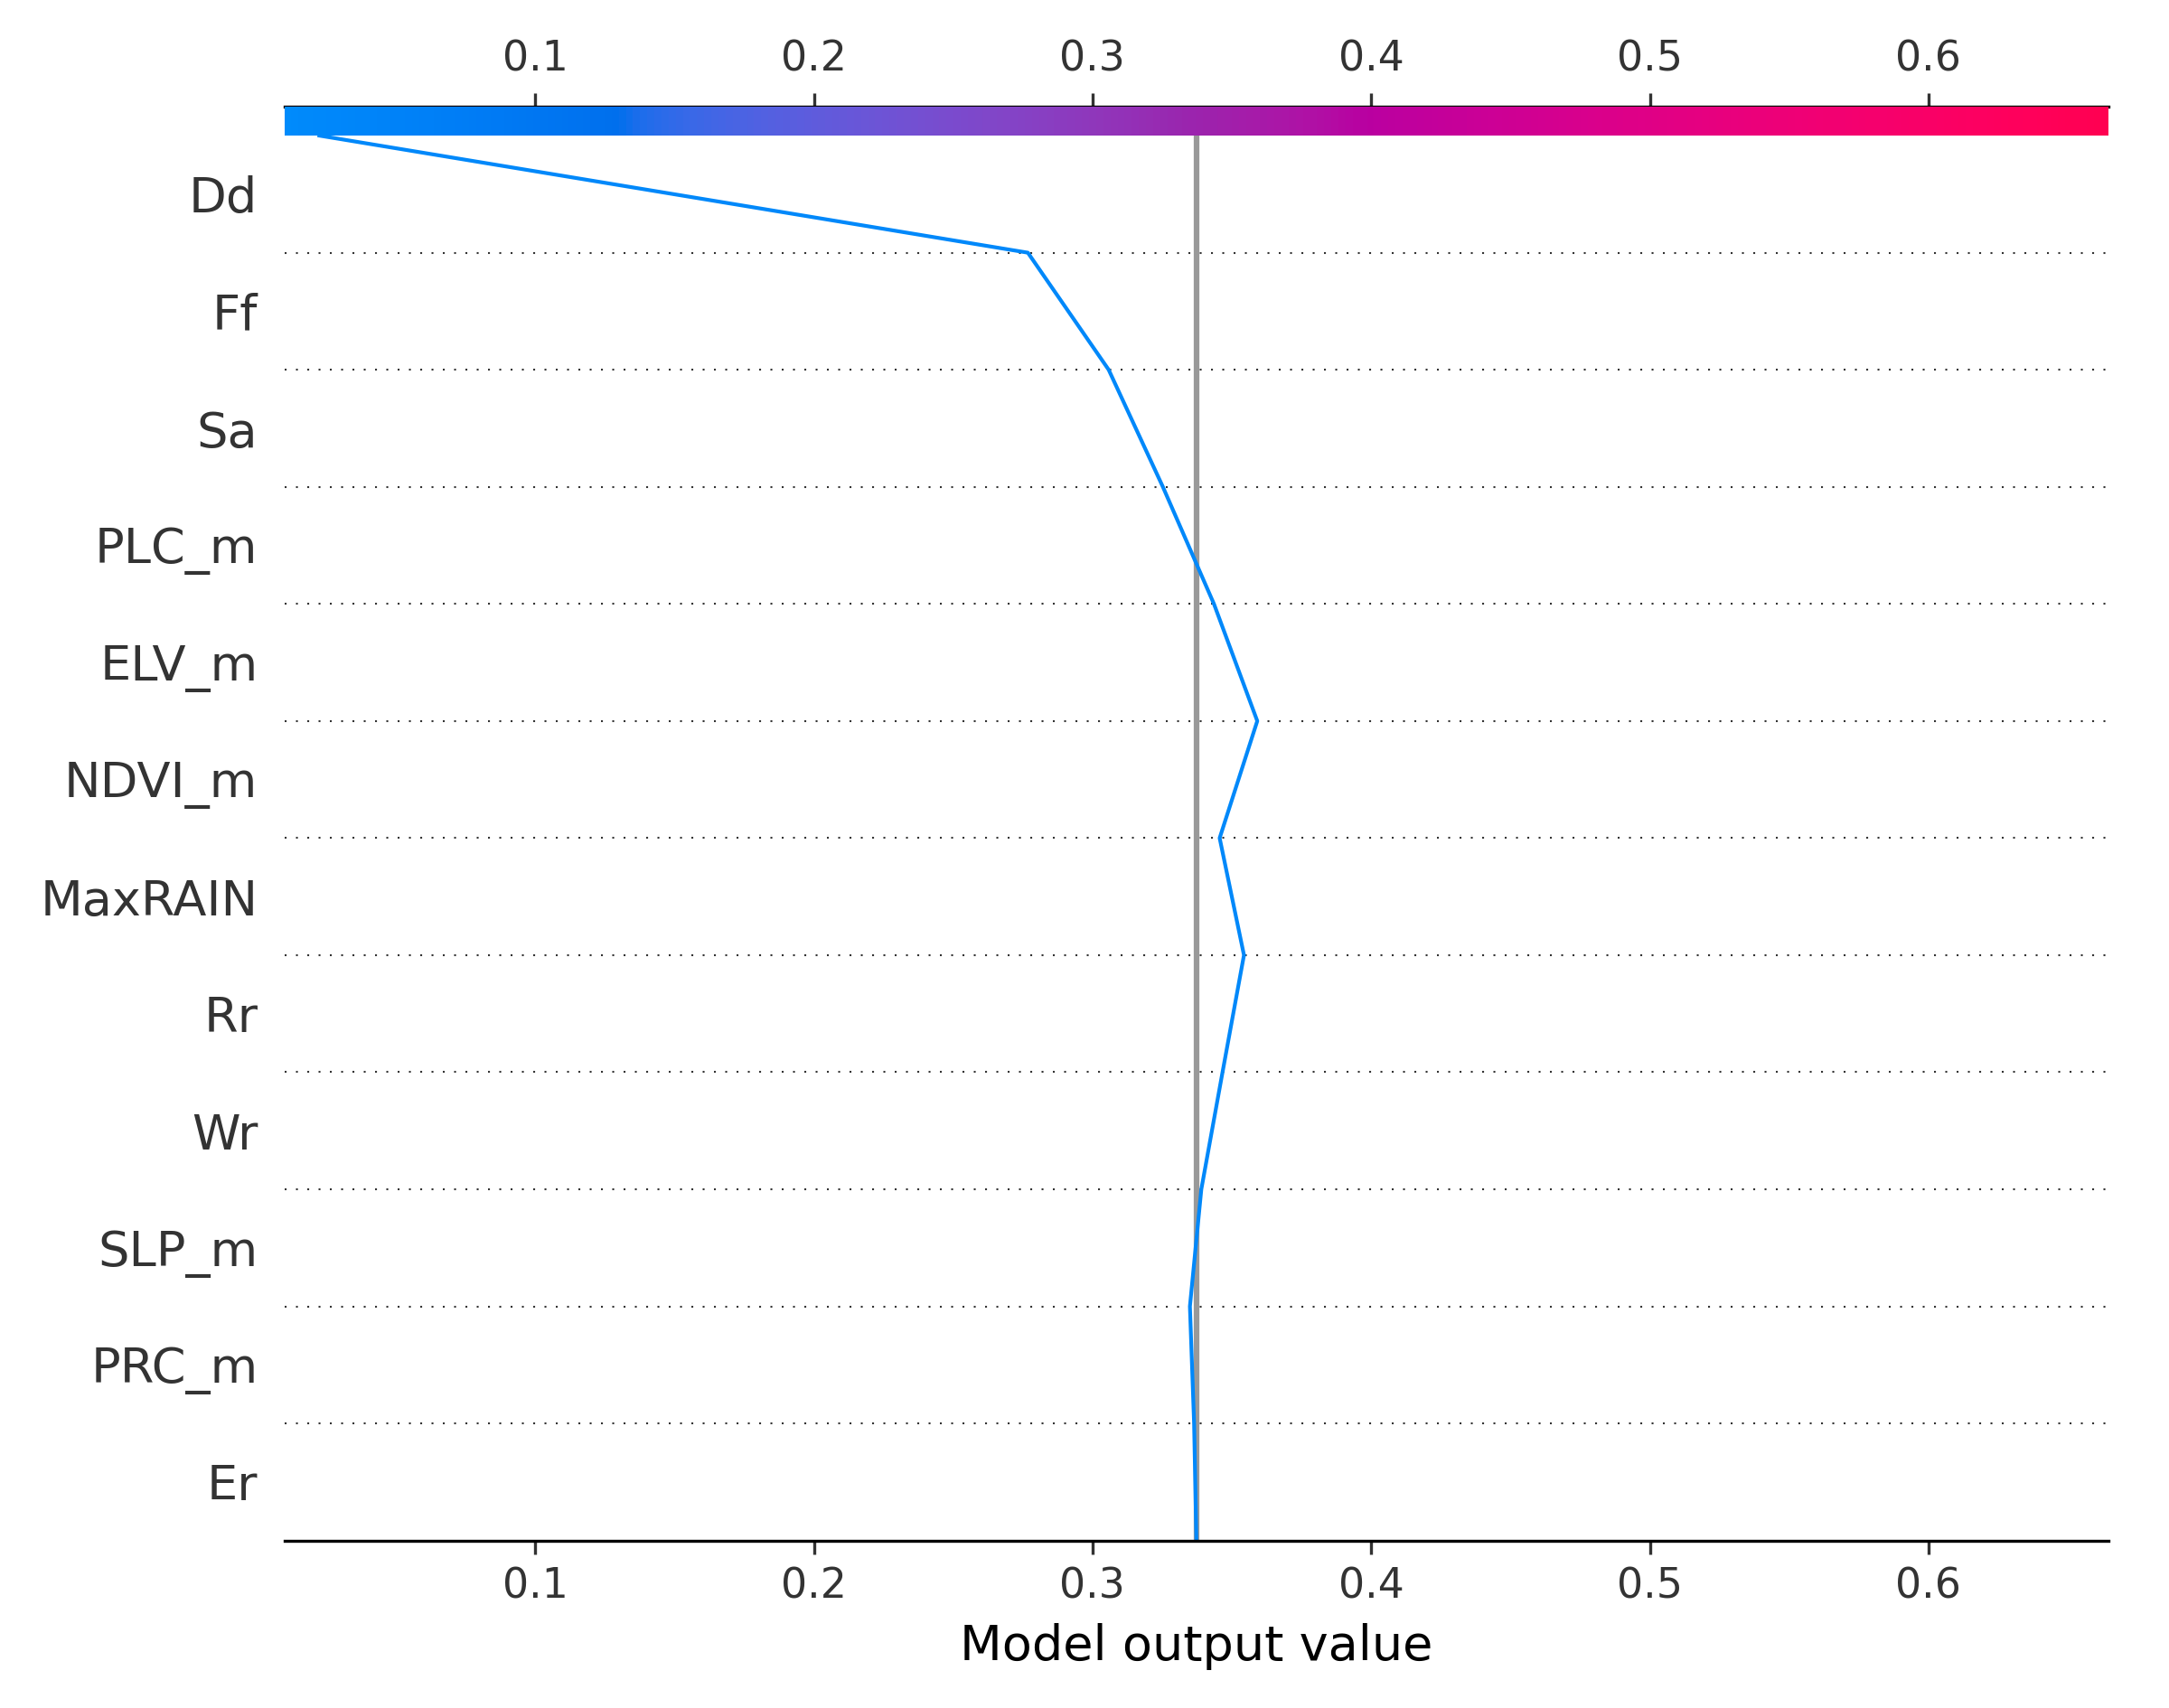 0.1 0.2 0.3 0.4 0.5 0.6
Dd
Ff
Sa
PLC_m
ELV_m
NDVI_m
MaxRAIN
Rr
Wr
SLP_m
PRC_m
Er
0.1 0.2 0.3 0.4 0.5 0.6
Model output value